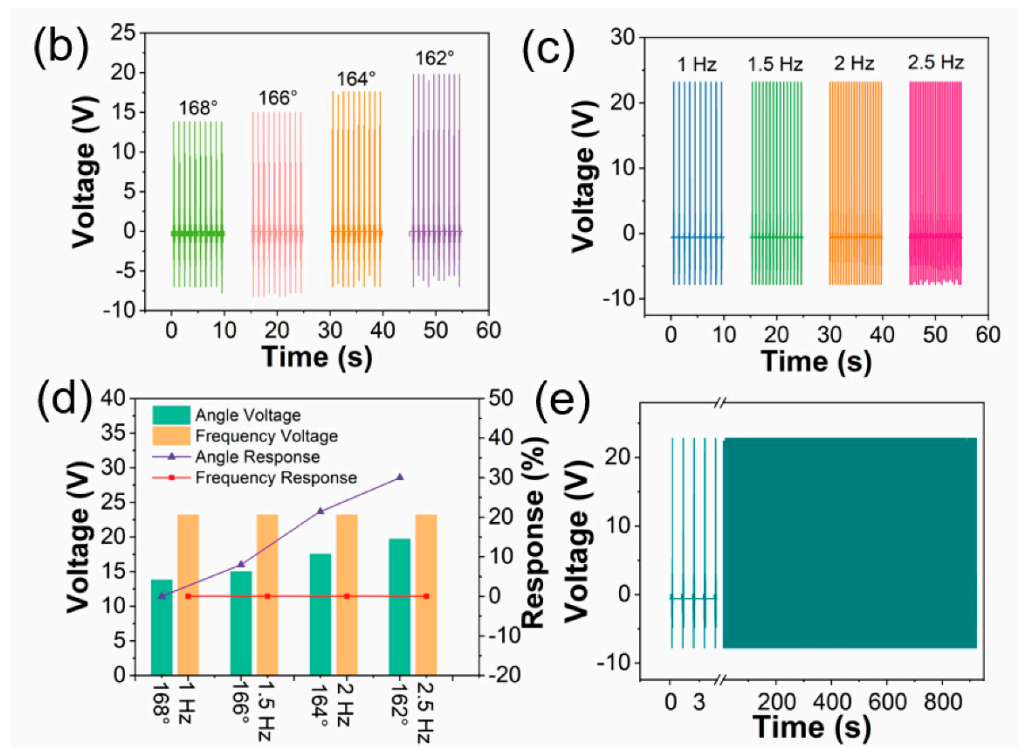 (b)
25
20
15
10
5
0
-5
-10
Voltage (V)
168°
166°
164°
162°
0 10 20 30 40 50 60
Time (s)
(c)
30
20
10
0
-10
Voltage (V)
1 Hz 1.5 Hz 2 Hz 2.5 Hz
0 10 20 30 40 50 60
Time (s)
(d)
40
35
30
25
20
15
10
5
0
Voltage (V)
Angle Voltage
Frequency Voltage
Angle Response
Frequency Response
50
40
30
20
10
0
-10
-20
Response (%)
168°
1 Hz
166°
1.5 Hz
164°
2 Hz
162°
2.5 Hz
(e)
20
10
0
-10
Voltage (V)
0 3 200 400 600 800
Time (s)